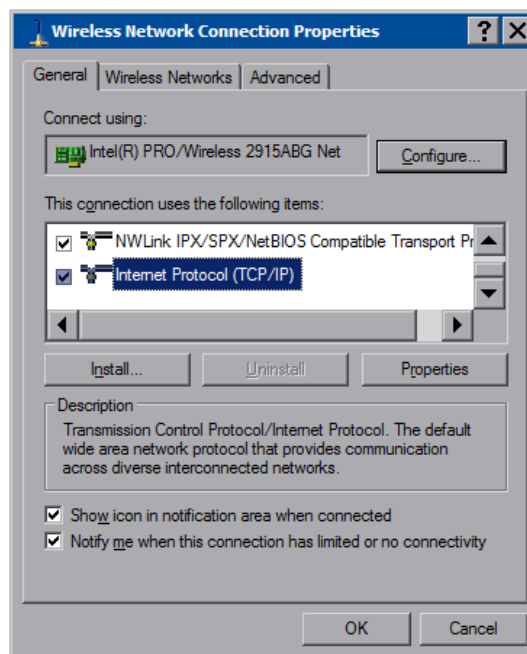 Wireless Network Connection Properties
General Wireless Networks Advanced
Connect using:
Intel(R) PRO/Wireless 2915ABG Net
Configure...
This connection uses the following items:
NWLink IPX/SPX/NetBIOS Compatible Transport Pr
Internet Protocol (TCP/IP)
Install... Uninstall Properties
Description
Transmission Control Protocol/Internet Protocol. The default
wide area network protocol that provides communication
across diverse interconnected networks.
Show icon in notification area when connected
Notify me when this connection has limited or no connectivity
OK Cancel